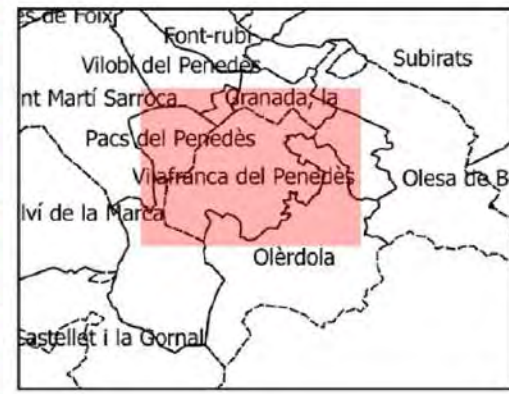 es de Foix
Font-rubí
Subirats
Vilobí del Penedès
nt Martí Sarroca
Granada, la
Pacs del Penedès
Vilafranca del Penedès
Olesa de B
lví de la Marca
Olèrdola
Castellet i la Gornal